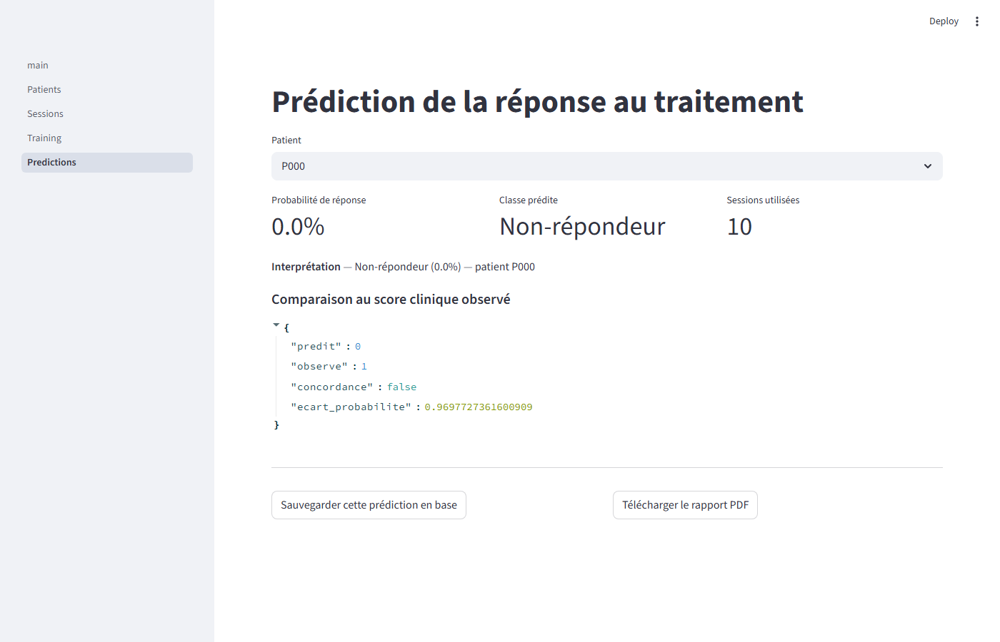 Deploy
main
Patients
Sessions
Training
Predictions
Prédiction de la réponse au traitement
Patient
P000
Probabilité de réponse
Classe prédite
Sessions utilisées
0.0%
Non-répondeur
10
Interprétation — Non-répondeur (0.0%) — patient P000
Comparaison au score clinique observé
{
"predit" : 0
"observe" : 1
"concordance" : false
"ecart_probabilite" : 0.9697727361600909
}
Sauvegarder cette prédiction en base
Télécharger le rapport PDF